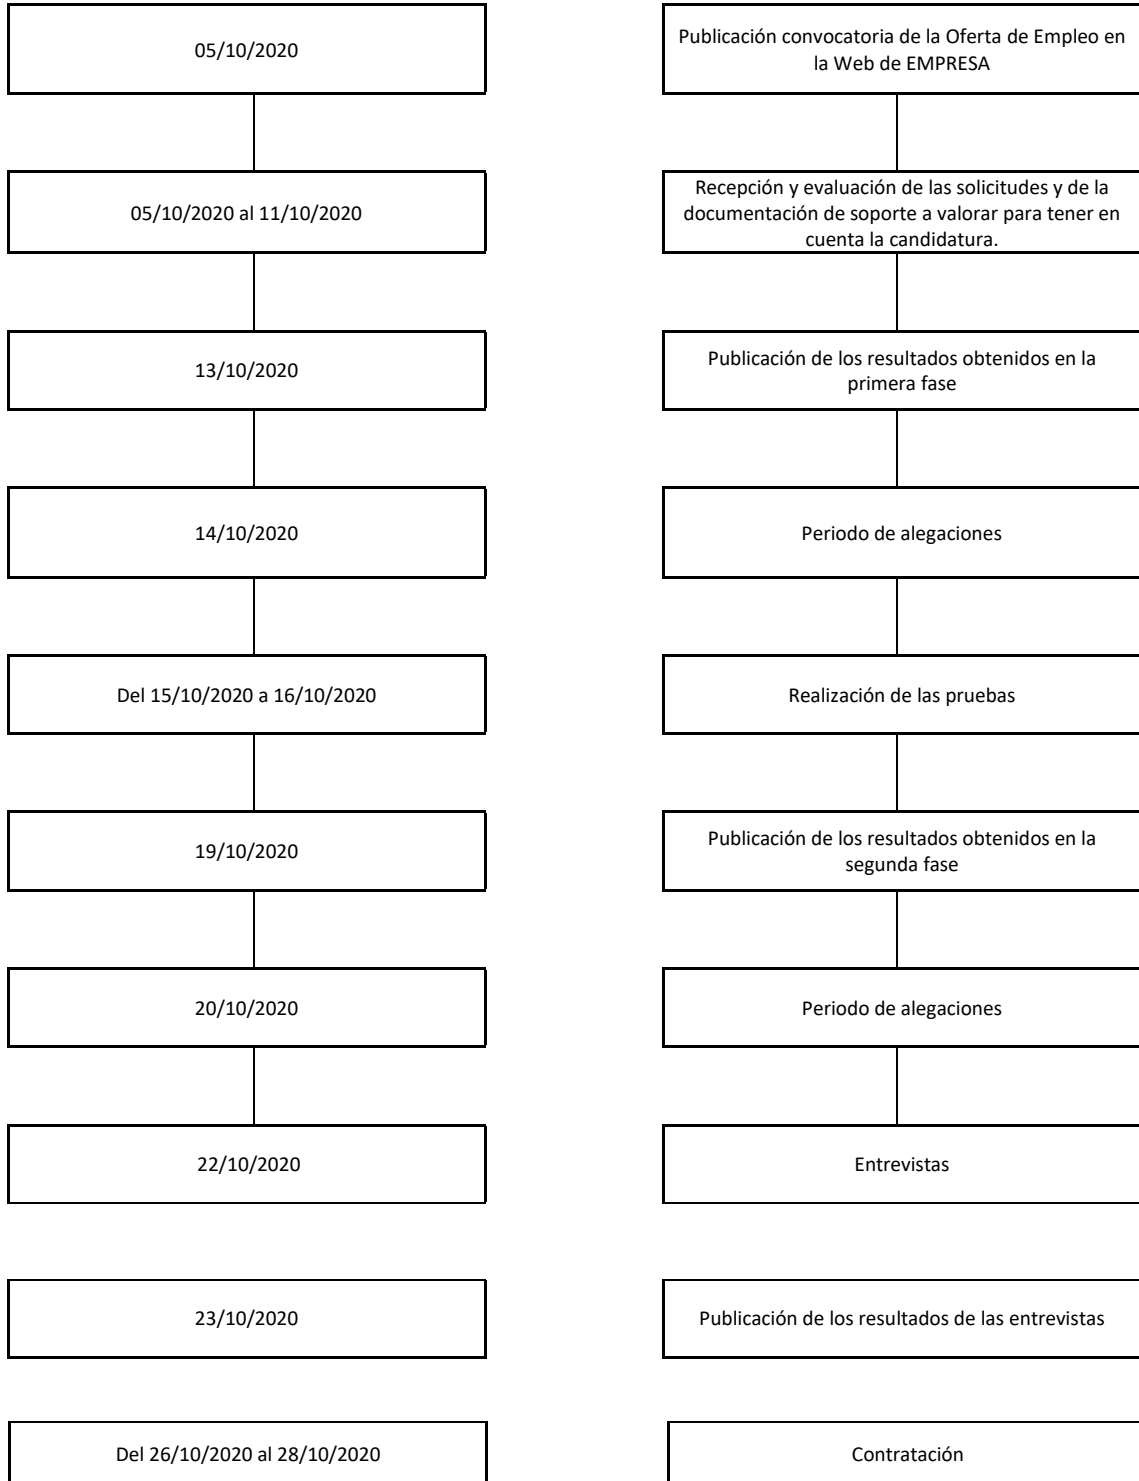 05/10/2020
Publicación convocatoria de la Oferta de Empleo en
la Web de EMPRESA
05/10/2020 al 11/10/2020
Recepción y evaluación de las solicitudes y de la
documentación de soporte a valorar para tener en
cuenta la candidatura.
13/10/2020
Publicación de los resultados obtenidos en la
primera fase
14/10/2020
Periodo de alegaciones
Del 15/10/2020 a 16/10/2020
Realización de las pruebas
19/10/2020
Publicación de los resultados obtenidos en la
segunda fase
20/10/2020
Periodo de alegaciones
22/10/2020
Entrevistas
23/10/2020
Publicación de los resultados de las entrevistas
Del 26/10/2020 al 28/10/2020
Contratación